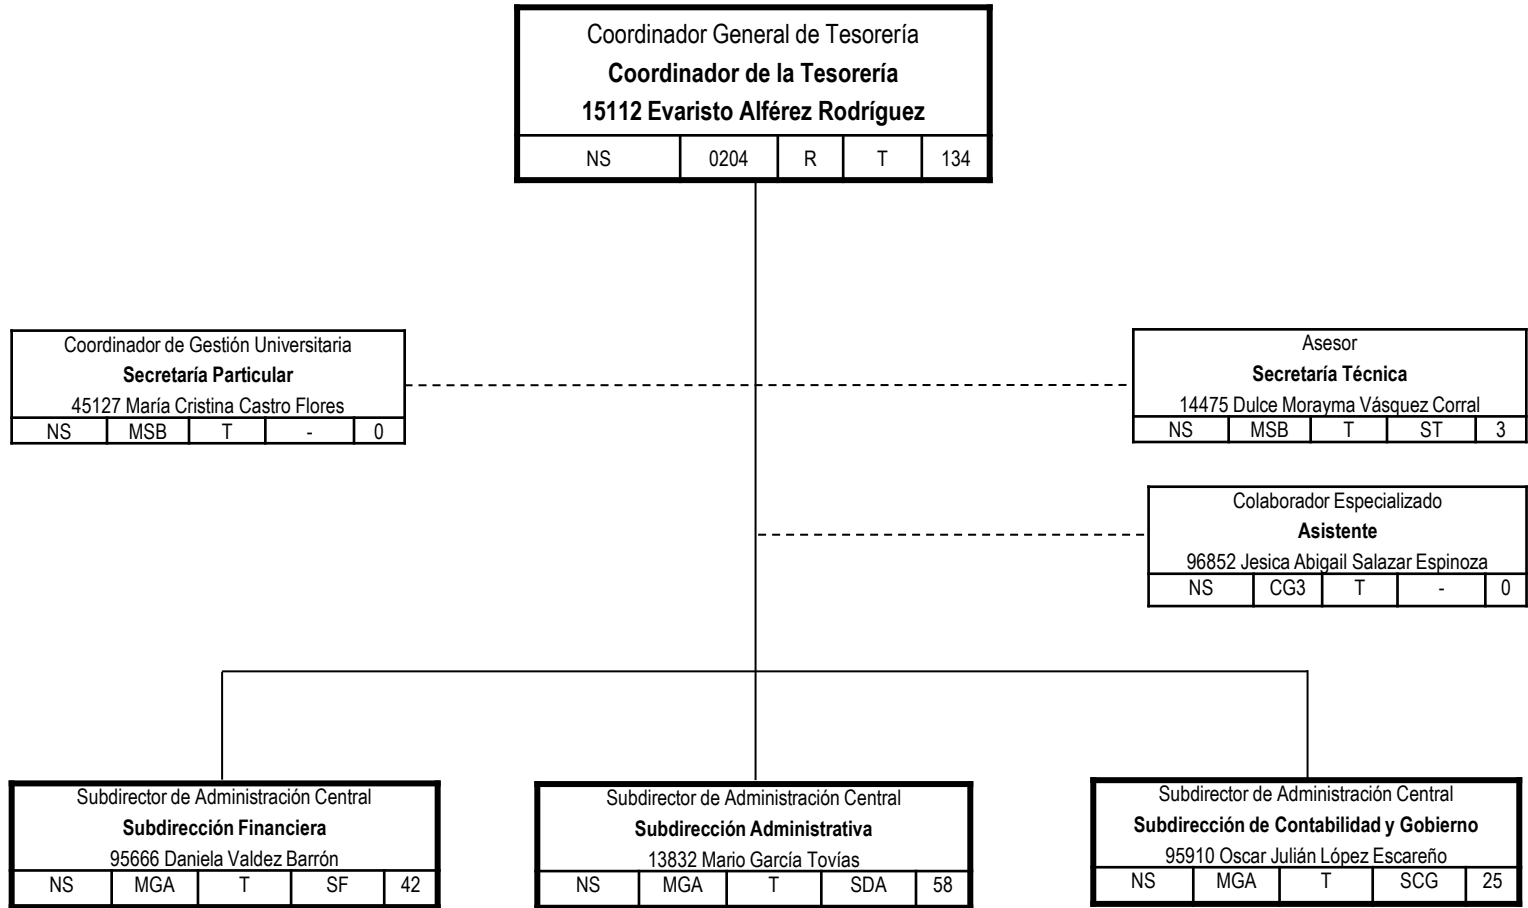 Coordinador General de Tesorería
Coordinador de la Tesorería
15112 Evaristo Alférez Rodríguez
NS 0204 R T 134
Coordinador de Gestión Universitaria
Secretaría Particular
45127 María Cristina Castro Flores
NS MSB T - 0
Asesor
Secretaría Técnica
14475 Dulce Morayma Vásquez Corral
NS MSB T ST 3
Colaborador Especializado
Asistente
96852 Jesica Abigail Salazar Espinoza
NS CG3 T - 0
Subdirector de Administración Central
Subdirección Financiera
95666 Daniela Valdez Barrón
NS MGA T SF 42
Subdirector de Administración Central
Subdirección Administrativa
13832 Mario García Tovías
NS MGA T SDA 58
Subdirector de Administración Central
Subdirección de Contabilidad y Gobierno
95910 Oscar Julián López Escareño
NS MGA T SCG 25